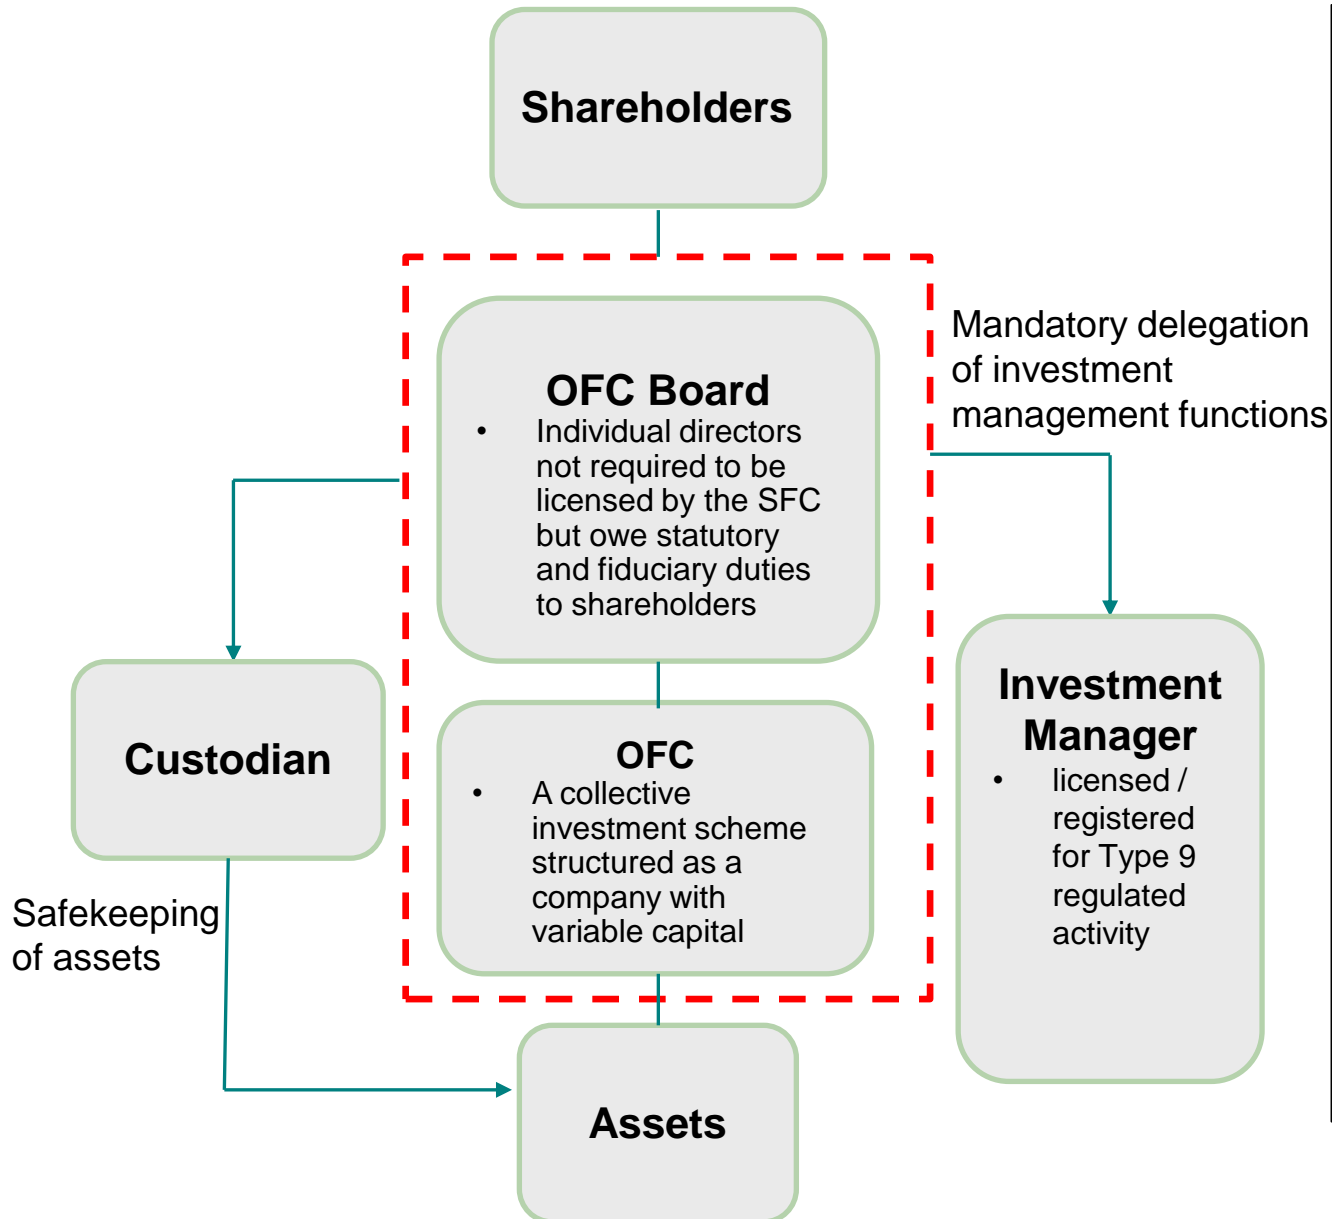 Shareholders
Mandatory delegation
of investment
management functions
OFC Board
• Individual directors
not required to be
licensed by the SFC
but owe statutory
and fiduciary duties
to shareholders
Custodian
OFC
• A collective
investment scheme
structured as a
company with
variable capital
Investment
Manager
• licensed /
registered
for Type 9
regulated
activity
Safekeeping
of assets
Assets